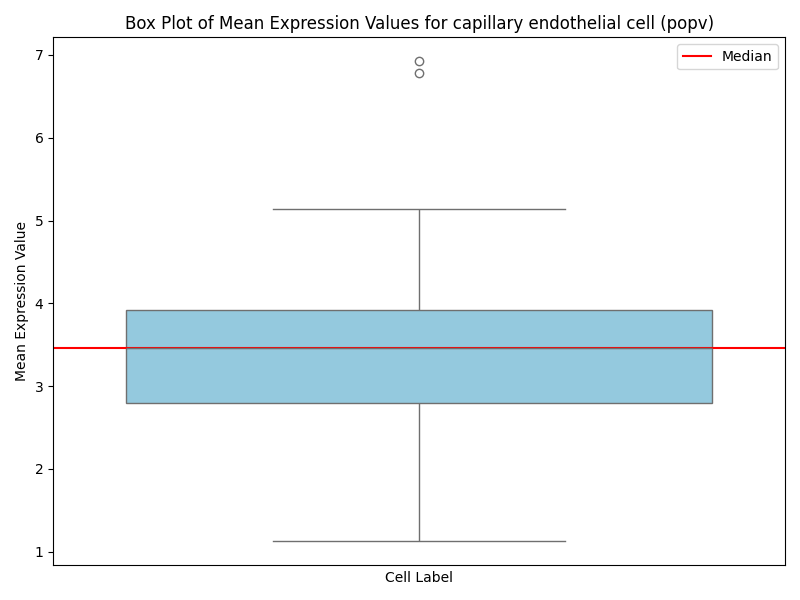 Box Plot of Mean Expression Values for capillary endothelial cell (popv)
Median
7
6
5
4
3
2
1
Mean Expression Value
Cell Label